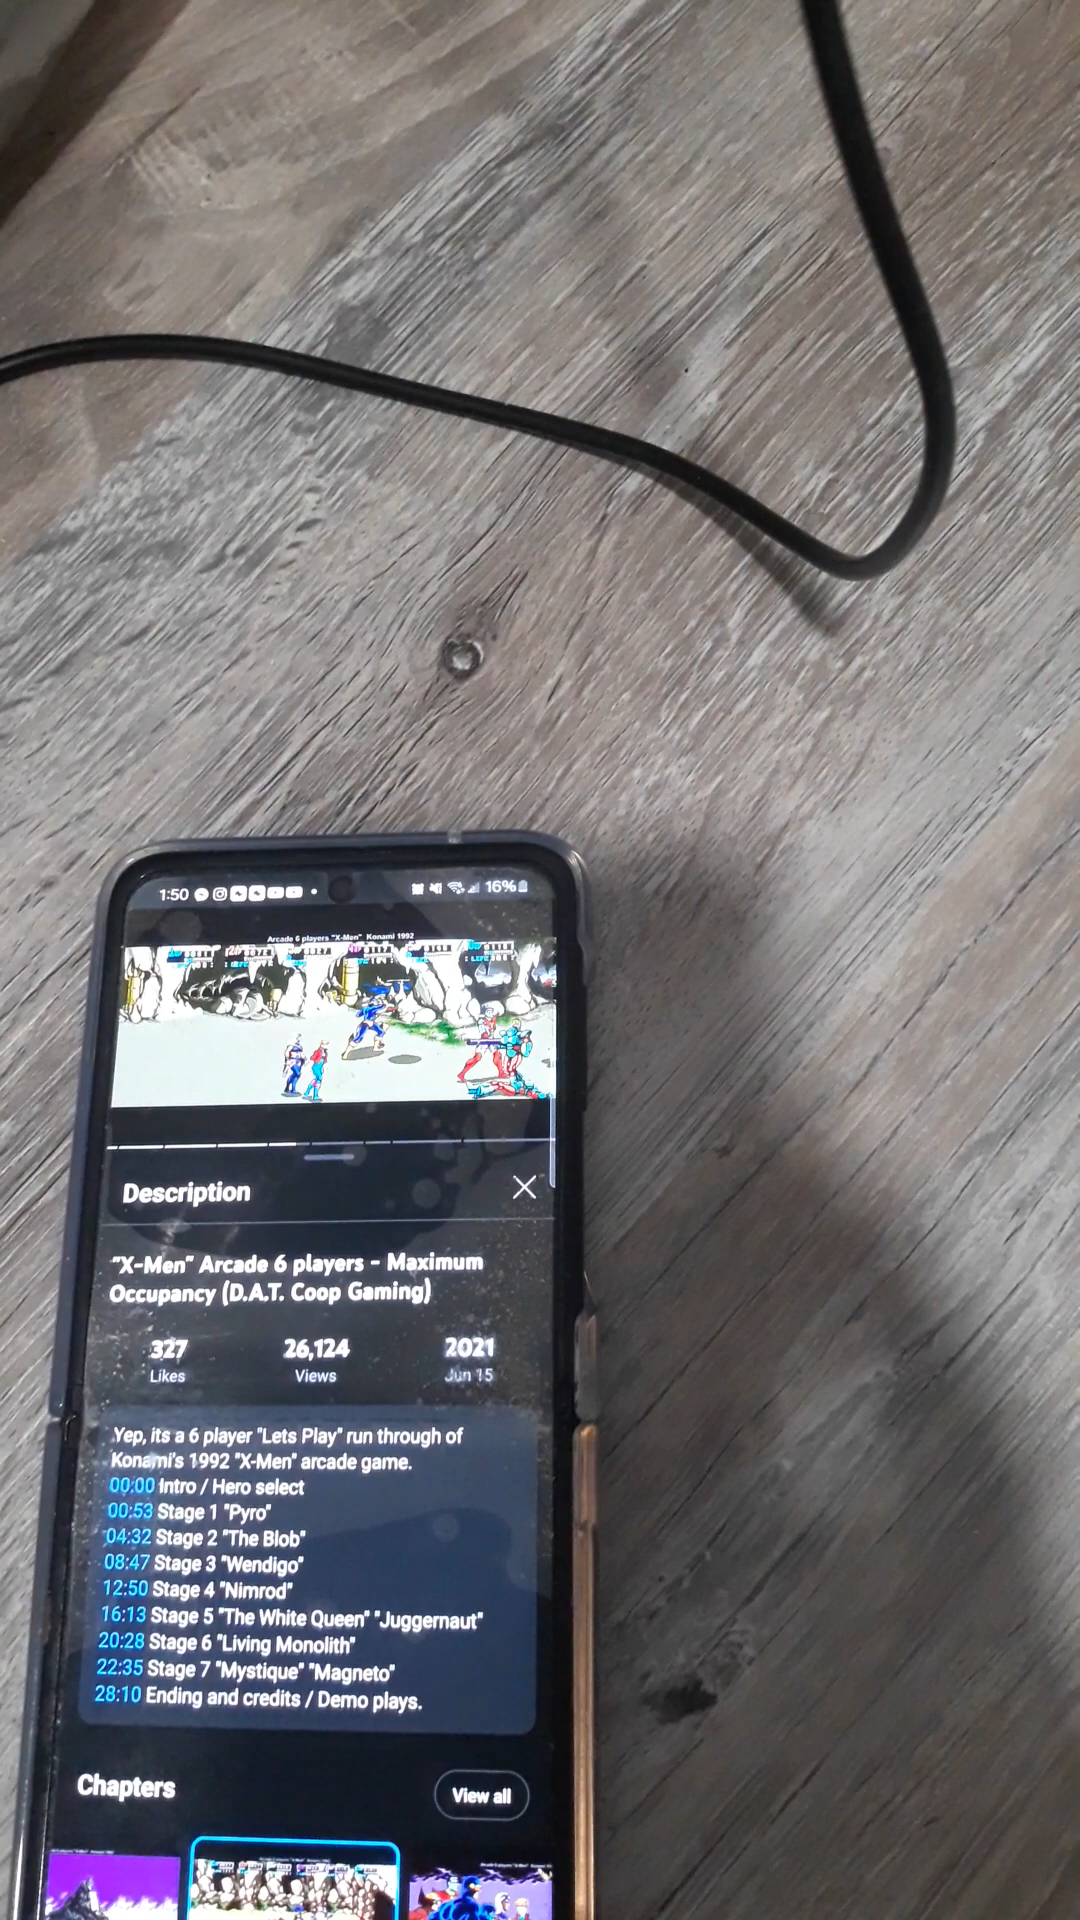 1:50
16%
Arcade 6 players "X-Men" Konami 1992
Description
"X-Men" Arcade 6 players - Maximum
Occupancy (D.A.T. Coop Gaming)
327 26,124 2021
Likes Views Jun 15
Yep, its a 6 player "Lets Play" run through of
Konami's 1992 "X-Men" arcade game.
00:00 Intro / Hero select
00:53 Stage 1 "Pyro"
04:32 Stage 2 "The Blob"
08:47 Stage 3 "Wendigo"
12:50 Stage 4 "Nimrod"
16:13 Stage 5 "The White Queen" "Juggernaut"
20:28 Stage 6 "Living Monolith"
22:35 Stage 7 "Mystique" "Magneto"
28:10 Ending and credits / Demo plays.
Chapters
View all